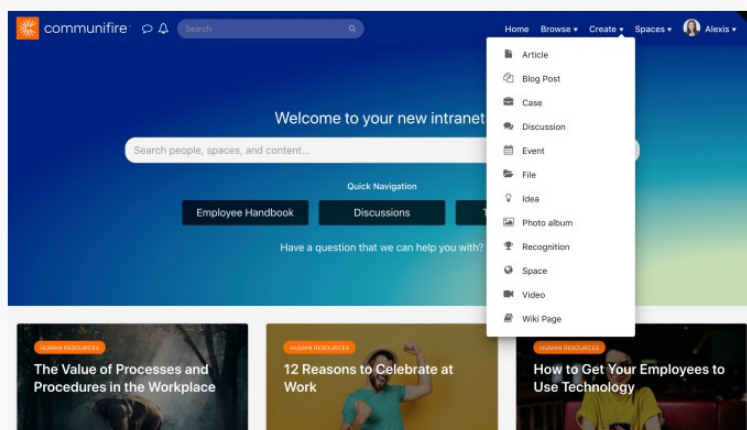 communifire
Search
Home Browse Create Spaces Alexis
Article
Blog Post
Case
Discussion
Event
File
Idea
Photo album
Recognition
Space
Video
Wiki Page
Welcome to your new intranet
Search people, spaces, and content...
Quick Navigation
Employee Handbook
Discussions
Have a question that we can help you with?
HUMAN RESOURCES
The Value of Processes and
Procedures in the Workplace
HUMAN RESOURCES
12 Reasons to Celebrate at
Work
HUMAN RESOURCES
How to Get Your Employees to
Use Technology